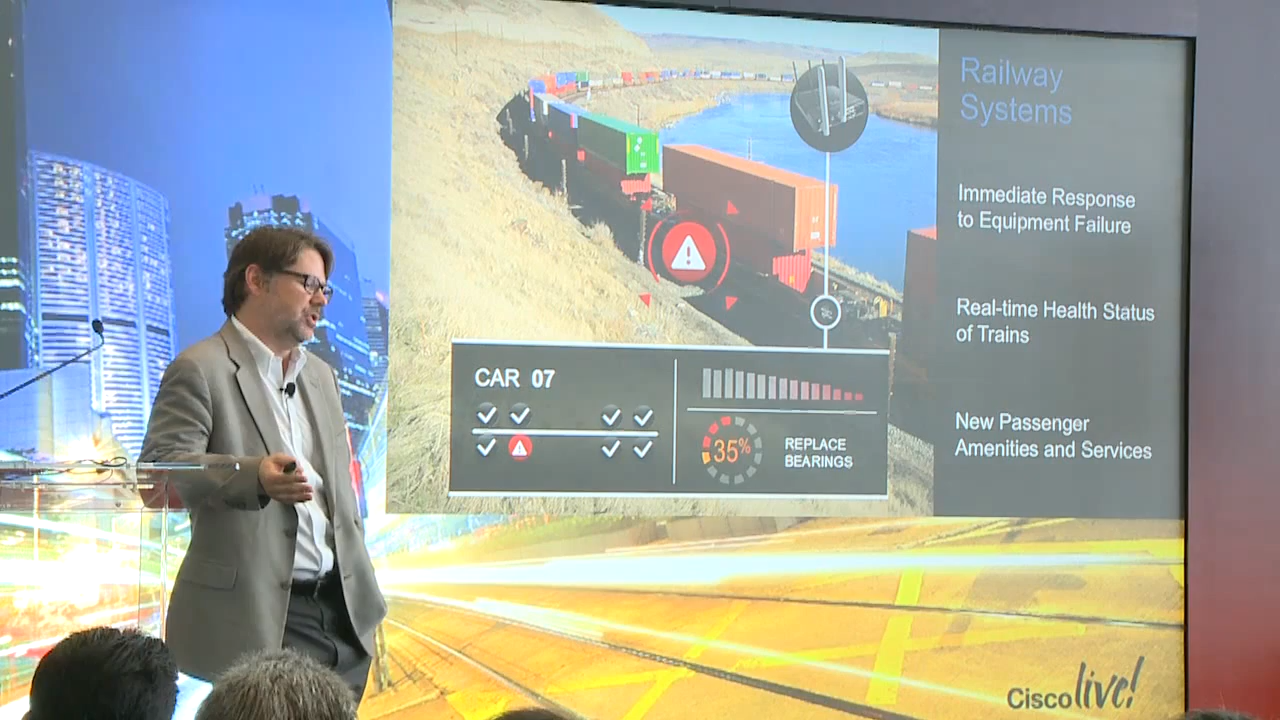 Railway
Systems
Immediate Response
to Equipment Failure
Real-time Health Status
of Trains
New Passenger
Amenities and Services
CAR 07
35%
REPLACE
BEARINGS
Cisco live!